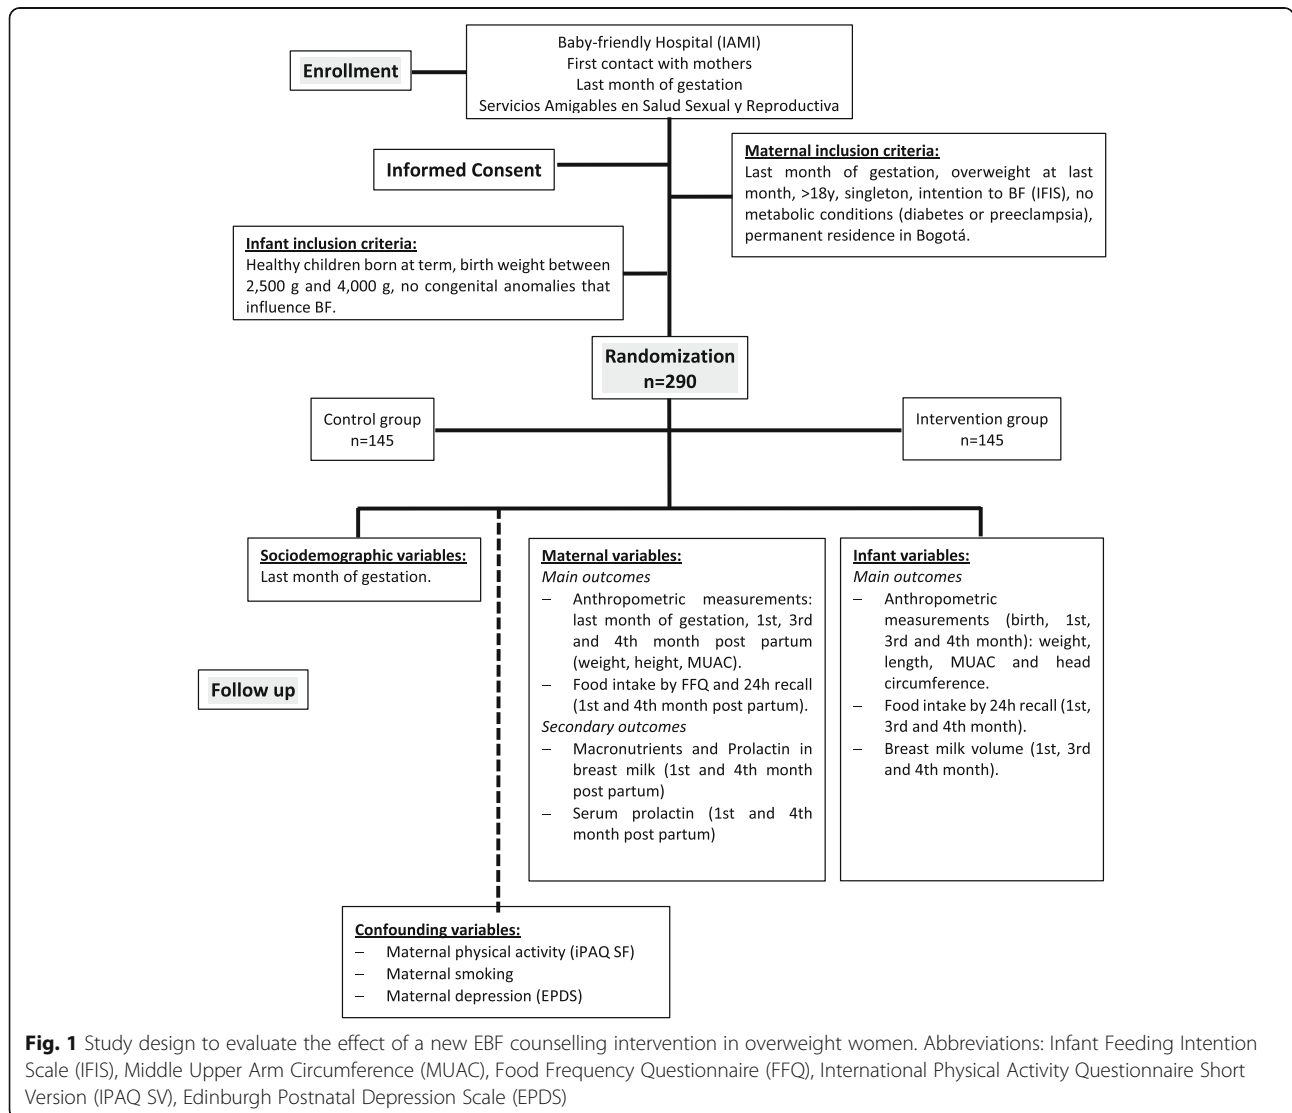 Enrollment
Baby-friendly Hospital (IAMI)
First contact with mothers
Last month of gestation
Servicios Amigables en Salud Sexual y Reproductiva
Informed Consent
Maternal inclusion criteria:
Last month of gestation, overweight at last
month, >18y, singleton, intention to BF (IFIS), no
metabolic conditions (diabetes or preeclampsia),
permanent residence in Bogotá.
Infant inclusion criteria:
Healthy children born at term, birth weight between
2,500 g and 4,000 g, no congenital anomalies that
influence BF.
Randomization
n=290
Control group
n=145
Intervention group
n=145
Sociodemographic variables:
Last month of gestation.
Maternal variables:
Main outcomes
– Anthropometric measurements:
last month of gestation, 1st, 3rd
and 4th month post partum
(weight, height, MUAC).
– Food intake by FFQ and 24h recall
(1st and 4th month post partum).
Secondary outcomes
– Macronutrients and Prolactin in
breast milk (1st and 4th month
post partum)
– Serum prolactin (1st and 4th
month post partum)
Infant variables:
Main outcomes
– Anthropometric
measurements (birth, 1st,
3rd and 4th month): weight,
length, MUAC and head
circumference.
– Food intake by 24h recall (1st,
3rd and 4th month).
– Breast milk volume (1st, 3rd
and 4th month).
Follow up
Confounding variables:
– Maternal physical activity (iPAQ SF)
– Maternal smoking
– Maternal depression (EPDS)
Fig. 1 Study design to evaluate the effect of a new EBF counselling intervention in overweight women. Abbreviations: Infant Feeding Intention
Scale (IFIS), Middle Upper Arm Circumference (MUAC), Food Frequency Questionnaire (FFQ), International Physical Activity Questionnaire Short
Version (IPAQ SV), Edinburgh Postnatal Depression Scale (EPDS)